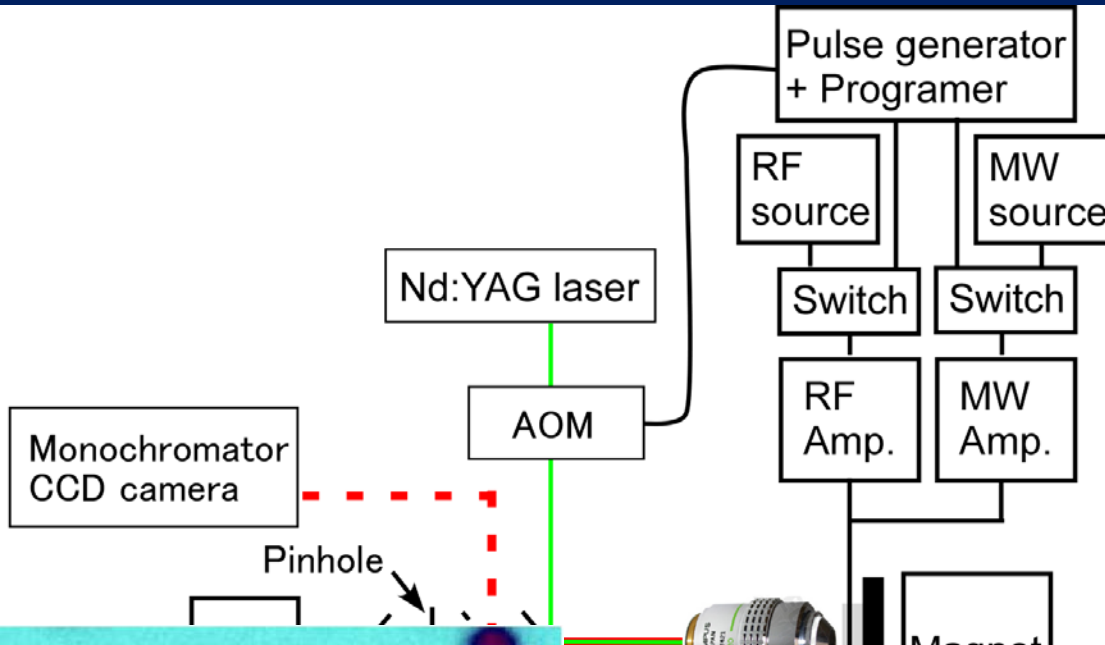 Pulse generator
+ Programer
RF
source
MW
source
Nd:YAG laser
Switch
Switch
AOM
RF
Amp.
MW
Amp.
Monochromator
CCD camera
Pinhole
Magnet